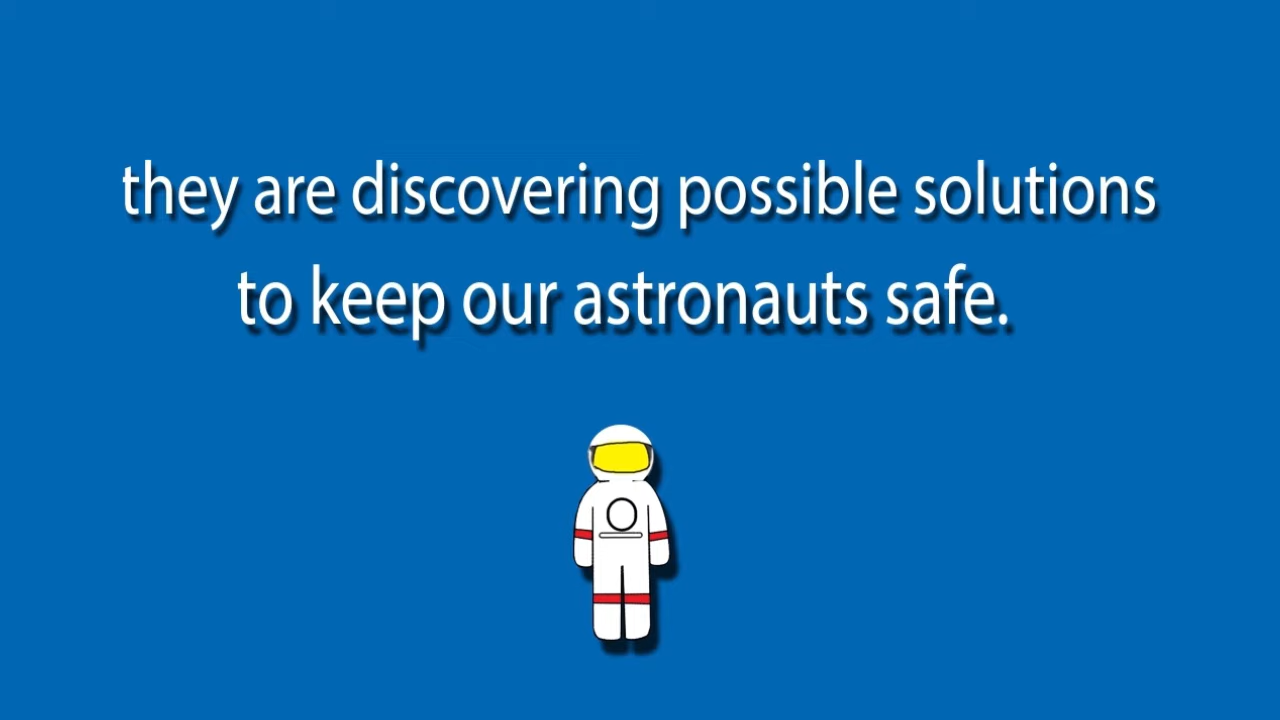 they are discovering possible solutions
to keep our astronauts safe.